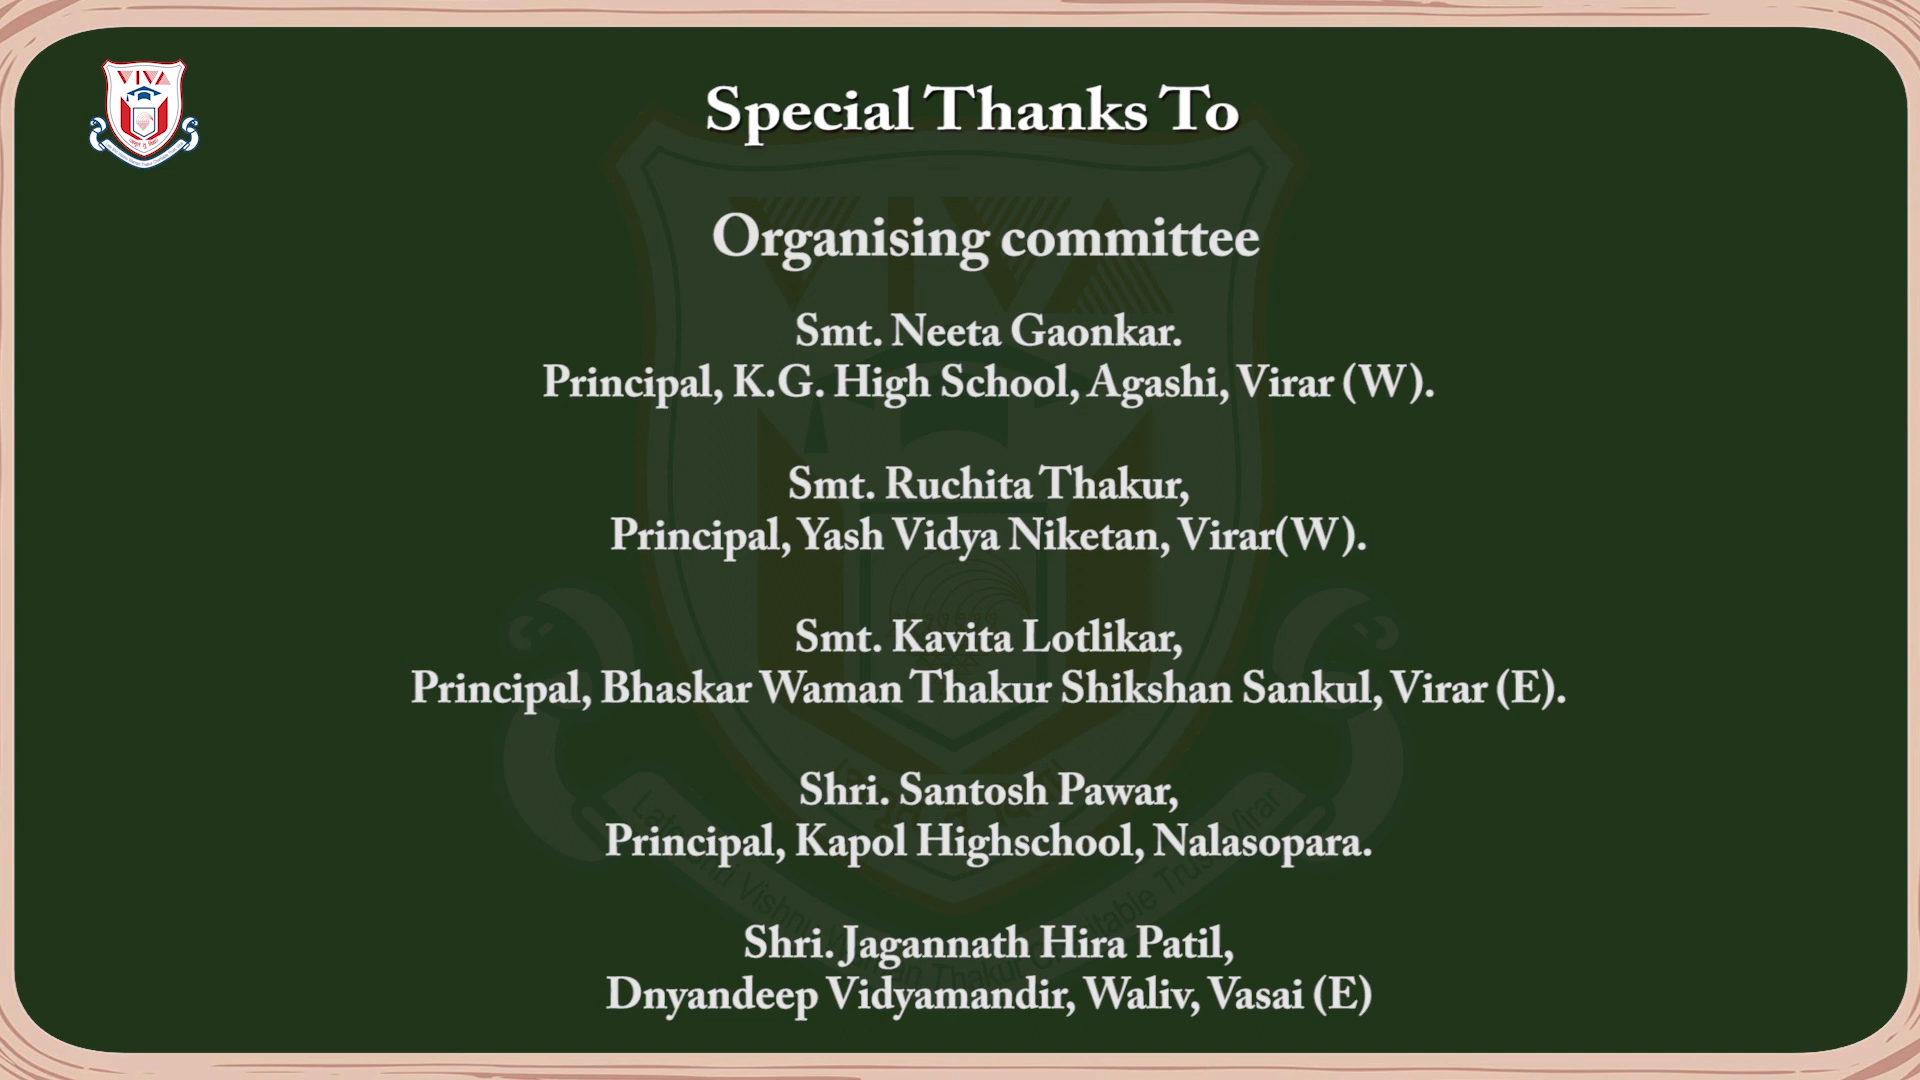 VIVA
Special Thanks To
Organising committee
Smt. Neeta Gaonkar.
Principal, K.G. High School, Agashi, Virar (W).
Smt. Ruchita Thakur,
Principal, Yash Vidya Niketan, Virar(W).
Smt. Kavita Lotlikar,
Principal, Bhaskar Waman Thakur Shikshan Sankul, Virar (E).
Shri. Santosh Pawar,
Principal, Kapol Highschool, Nalasopara.
Shri. Jagannath Hira Patil,
Dnyandeep Vidyamandir, Waliv, Vasai (E)